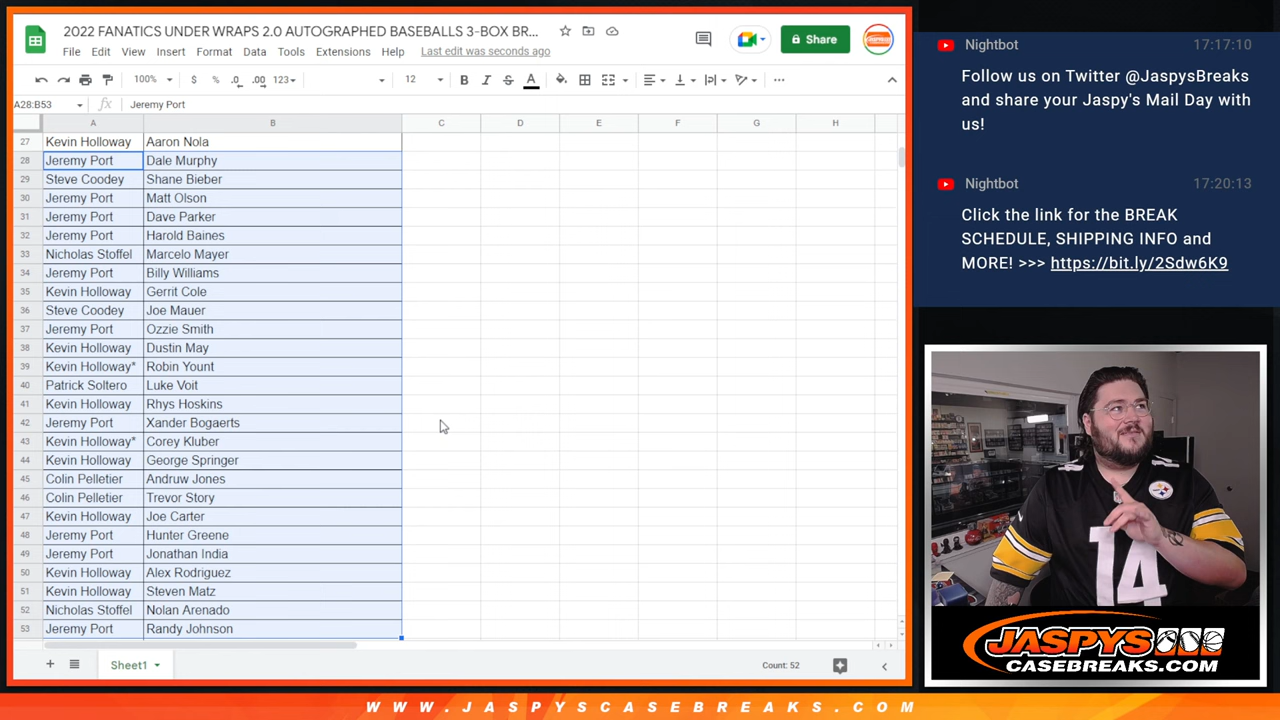 2022 FANATICS UNDER WRAPS 2.0 AUTOGRAPHED BASEBALLS 3-BOX BR...
File Edit View Insert Format Data Tools Extensions Help Last edit was seconds ago
Share
100% $ % .0 .00 123 12 B I S A
A28:B53 fx Jeremy Port
A B C D E F G H
27 Kevin Holloway Aaron Nola
28 Jeremy Port Dale Murphy
29 Steve Coodey Shane Bieber
30 Jeremy Port Matt Olson
31 Jeremy Port Dave Parker
32 Jeremy Port Harold Baines
33 Nicholas Stoffel Marcelo Mayer
34 Jeremy Port Billy Williams
35 Kevin Holloway Gerrit Cole
36 Steve Coodey Joe Mauer
37 Jeremy Port Ozzie Smith
38 Kevin Holloway Dustin May
39 Kevin Holloway* Robin Yount
40 Patrick Soltero Luke Voit
41 Kevin Holloway Rhys Hoskins
42 Jeremy Port Xander Bogaerts
43 Kevin Holloway* Corey Kluber
44 Kevin Holloway George Springer
45 Colin Pelletier Andruw Jones
46 Colin Pelletier Trevor Story
47 Kevin Holloway Joe Carter
48 Jeremy Port Hunter Greene
49 Jeremy Port Jonathan India
50 Kevin Holloway Alex Rodriguez
51 Kevin Holloway Steven Matz
52 Nicholas Stoffel Nolan Arenado
53 Jeremy Port Randy Johnson
Sheet1 Count: 52
Nightbot 17:17:10
Follow us on Twitter @JaspysBreaks
and share your Jaspy's Mail Day with
us!
Nightbot 17:20:13
Click the link for the BREAK
SCHEDULE, SHIPPING INFO and
MORE! >>> https://bit.ly/2Sdw6K9
14
JASPYS
CASEBREAKS.COM
WWW.JASPYSCASEBREAKS.COM